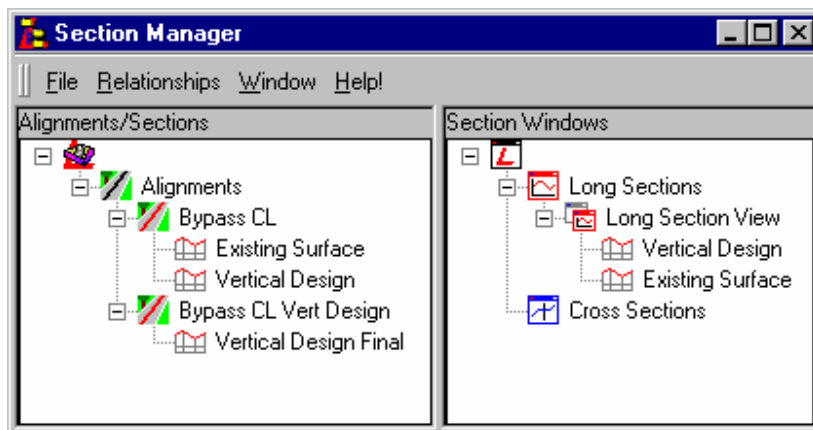 Section Manager
File Relationships Window Help!
Alignments/Sections
Alignments
Bypass CL
Existing Surface
Vertical Design
Bypass CL Vert Design
Vertical Design Final
Section Windows
L
Long Sections
Long Section View
Vertical Design
Existing Surface
Cross Sections